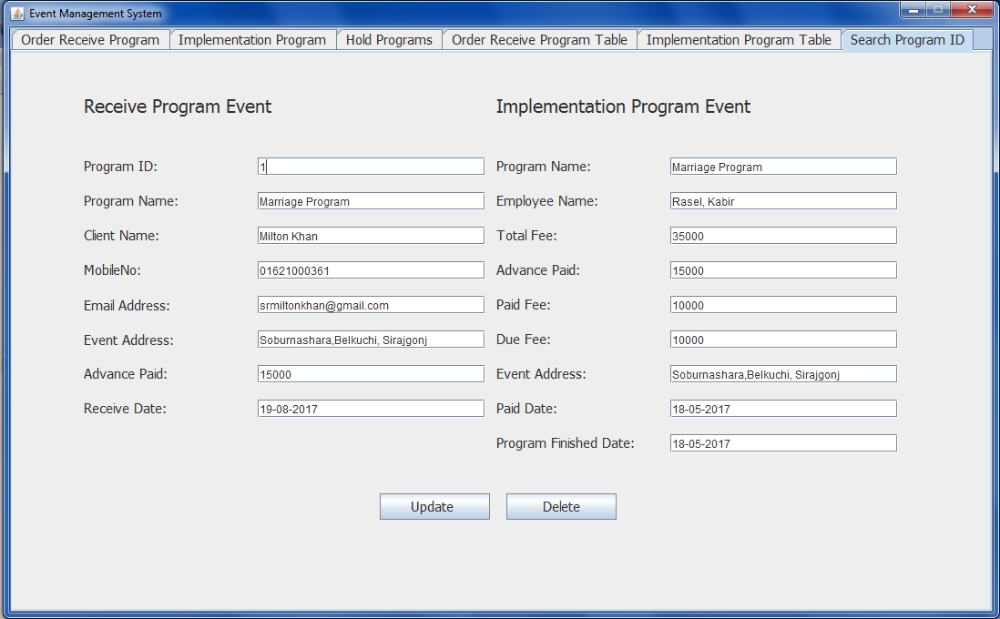 Event Management System
Order Receive Program
Implementation Program
Hold Programs
Order Receive Program Table
Implementation Program Table
Search Program ID
Receive Program Event
Program ID: 1
Program Name: Marriage Program
Client Name: Milton Khan
MobileNo: 01621000361
Email Address: srmiltonkhan@gmail.com
Event Address: Soburnashara,Belkuchi, Sirajgonj
Advance Paid: 15000
Receive Date: 19-08-2017
Implementation Program Event
Program Name: Marriage Program
Employee Name: Rasel, Kabir
Total Fee: 35000
Advance Paid: 15000
Paid Fee: 10000
Due Fee: 10000
Event Address: Soburnashara,Belkuchi, Sirajgonj
Paid Date: 18-05-2017
Program Finished Date: 18-05-2017
Update
Delete